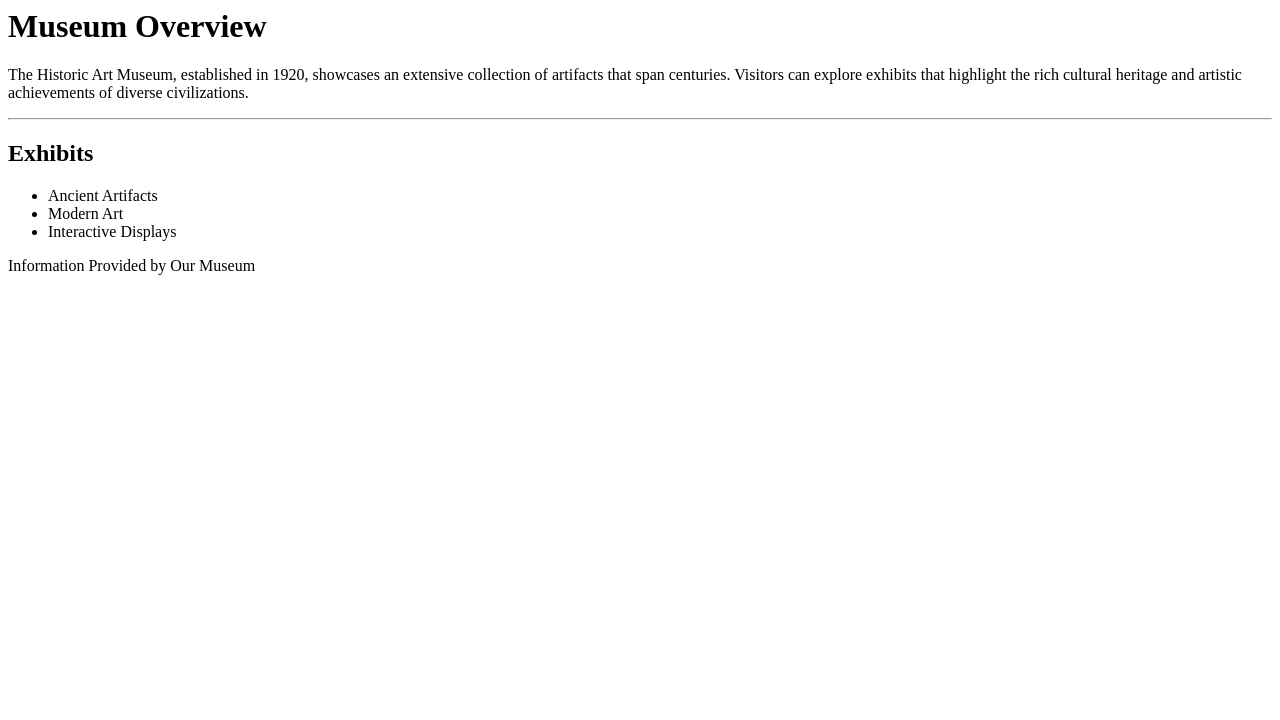 Museum Overview
The Historic Art Museum, established in 1920, showcases an extensive collection of artifacts that span centuries. Visitors can explore exhibits that highlight the rich cultural heritage and artistic
achievements of diverse civilizations.
Exhibits
Ancient Artifacts
Modern Art
Interactive Displays
Information Provided by Our Museum